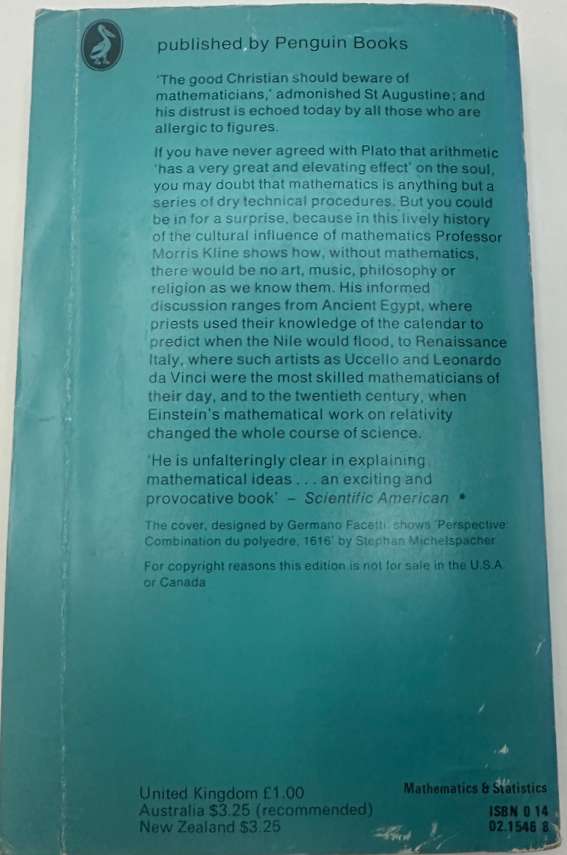 published by Penguin Books
'The good Christian should beware of
mathematicians,' admonished St Augustine; and
his distrust is echoed today by all those who are
allergic to figures.
If you have never agreed with Plato that arithmetic
'has a very great and elevating effect' on the soul,
you may doubt that mathematics is anything but a
series of dry technical procedures. But you could
be in for a surprise, because in this lively history
of the cultural influence of mathematics Professor
Morris Kline shows how, without mathematics,
there would be no art, music, philosophy or
religion as we know them. His informed
discussion ranges from Ancient Egypt, where
priests used their knowledge of the calendar to
predict when the Nile would flood, to Renaissance
Italy, where such artists as Uccello and Leonardo
da Vinci were the most skilled mathematicians of
their day, and to the twentieth century, when
Einstein's mathematical work on relativity
changed the whole course of science.
'He is unfalteringly clear in explaining
mathematical ideas . . . an exciting and
provocative book' – Scientific American
The cover, designed by Germano Facetti, shows 'Perspective:
Combination du polyedre, 1616' by Stephan Michelspacher
For copyright reasons this edition is not for sale in the U.S.A.
or Canada
United Kingdom £1.00
Australia $3.25 (recommended)
New Zealand $3.25
Mathematics & Statistics
ISBN 0 14
02.1546 8